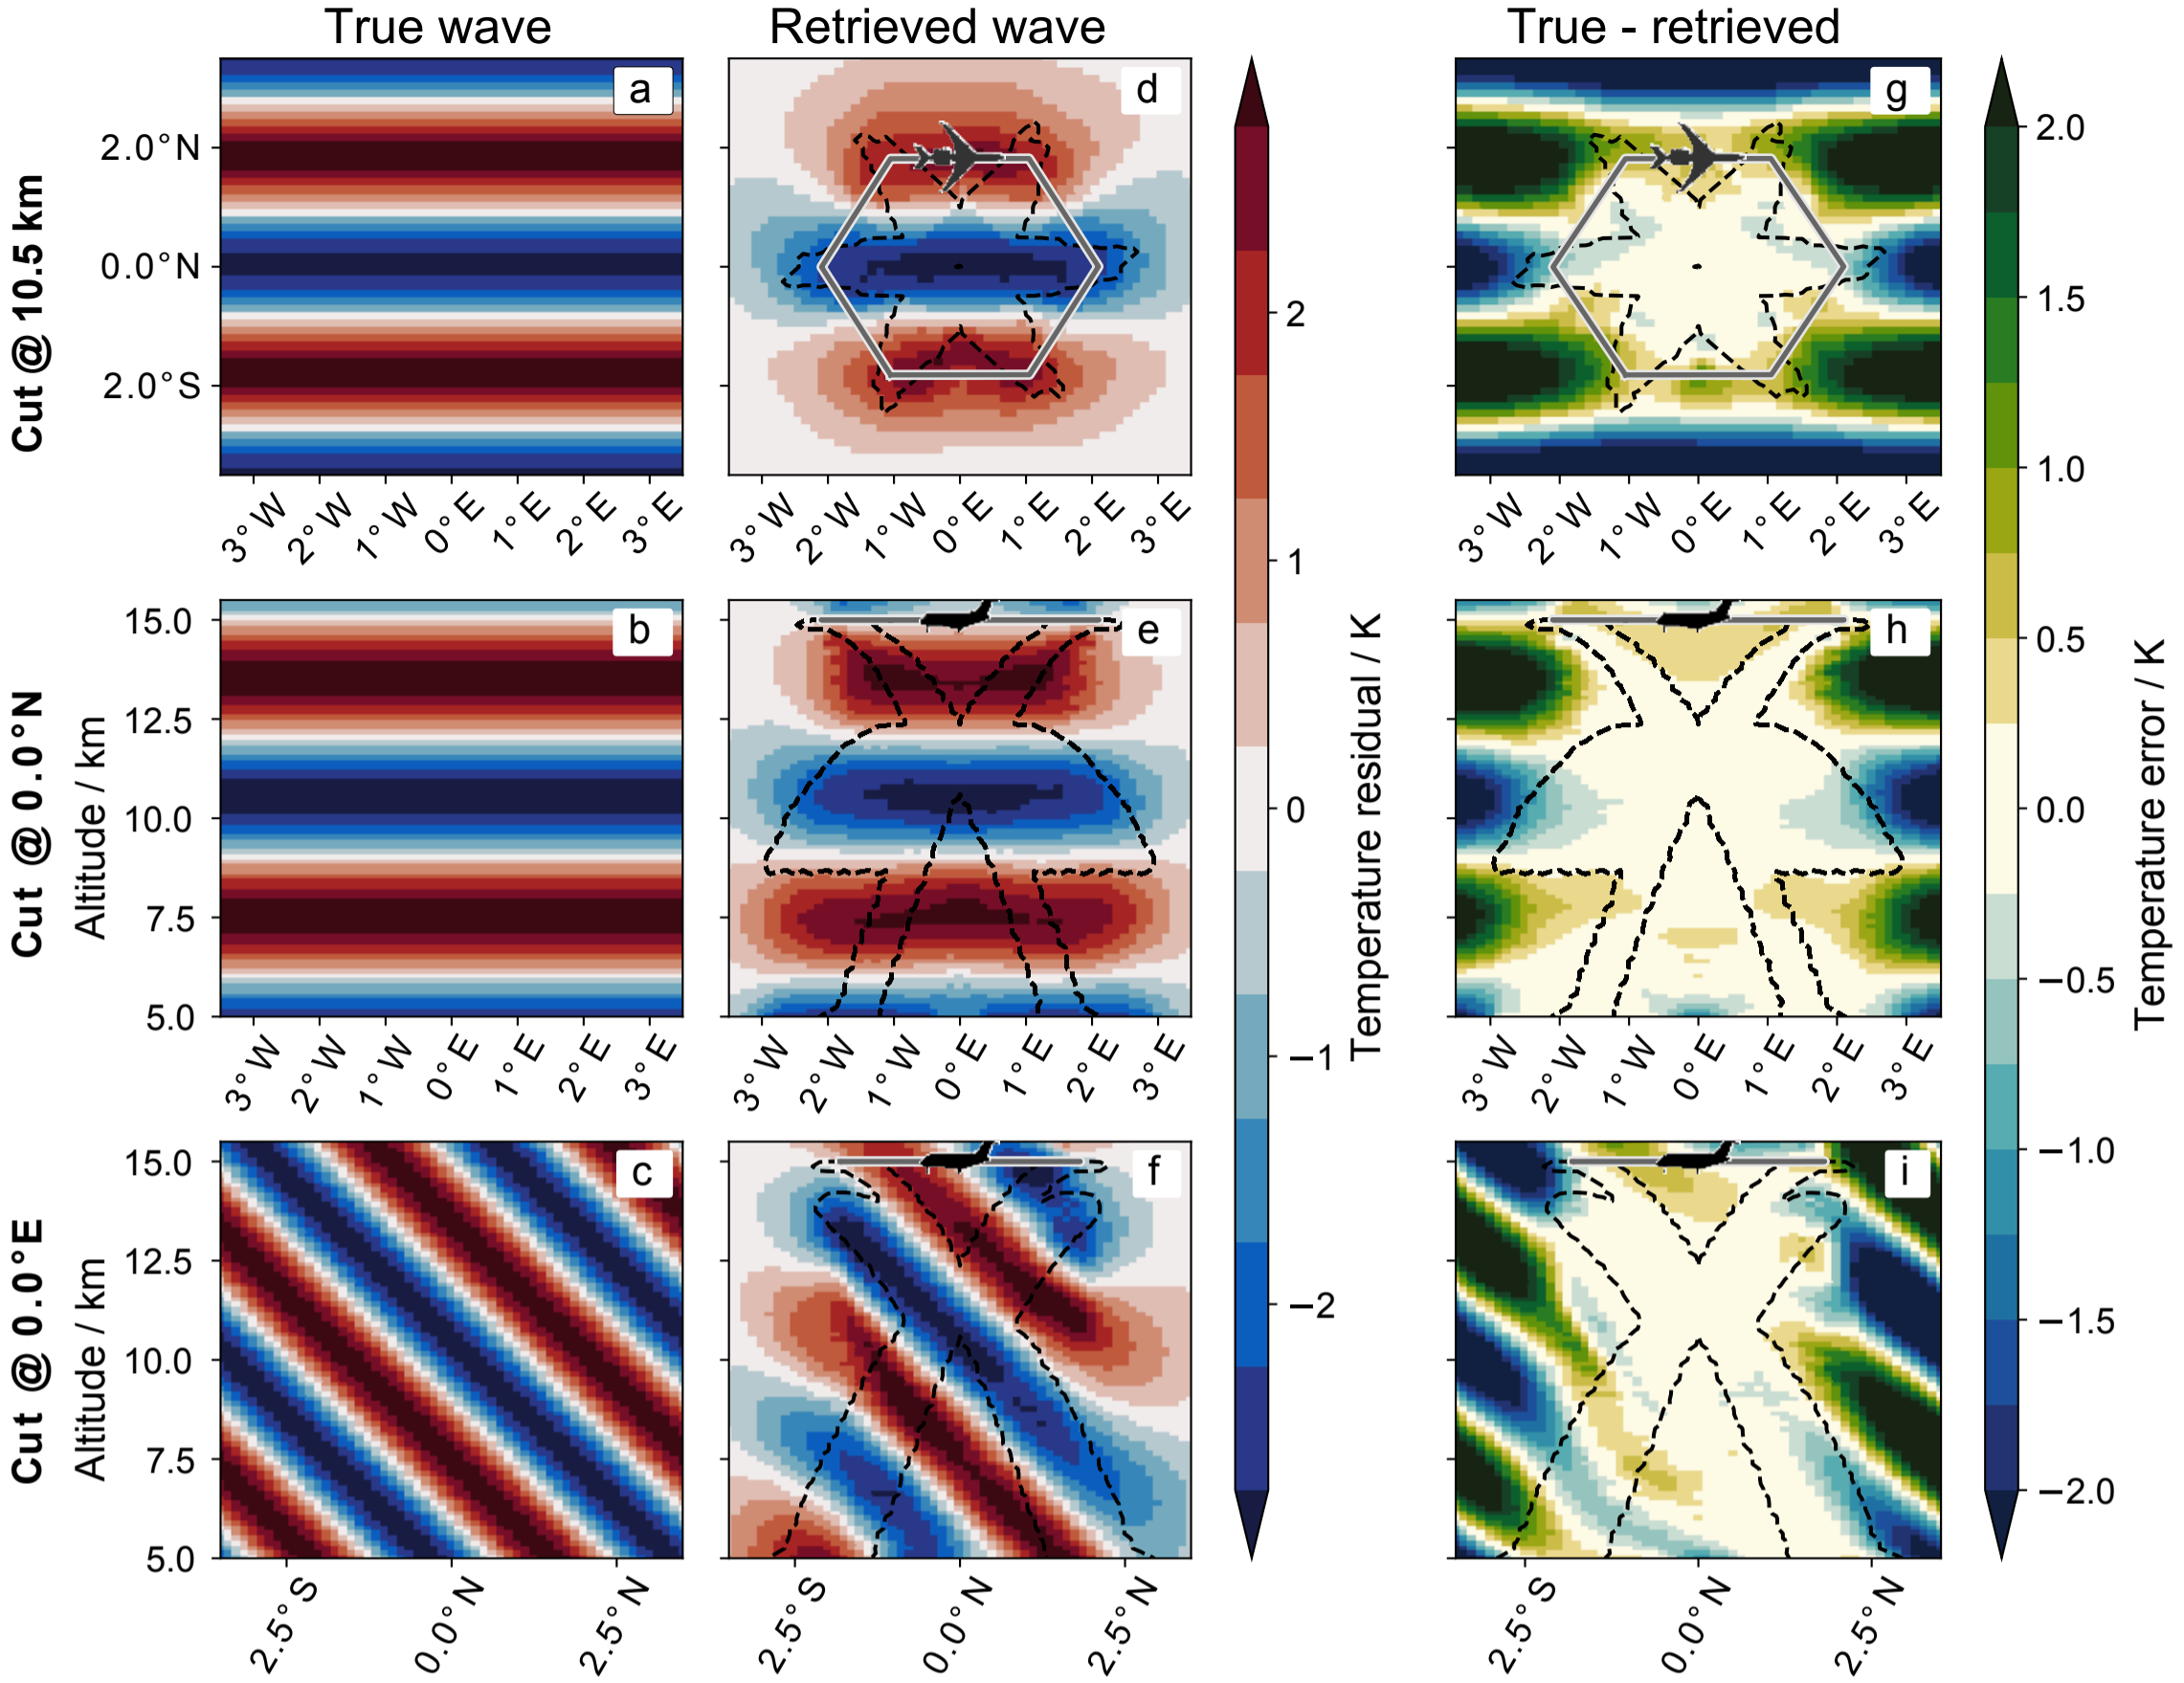 True wave
Retrieved wave
True - retrieved
Cut @ 10.5 km
2.0°N
0.0°N
2.0°S
a
d
g
3°W 2°W 1°W 0°E 1°E 2°E 3°E
3°W 2°W 1°W 0°E 1°E 2°E 3°E
3°W 2°W 1°W 0°E 1°E 2°E 3°E
Cut @ 0.0°N
Altitude / km
15.0
12.5
10.0
7.5
5.0
b
e
h
3°W 2°W 1°W 0°E 1°E 2°E 3°E
3°W 2°W 1°W 0°E 1°E 2°E 3°E
3°W 2°W 1°W 0°E 1°E 2°E 3°E
Cut @ 0.0°E
Altitude / km
15.0
12.5
10.0
7.5
5.0
c
f
i
2.5°S 0.0°N 2.5°N
2.5°S 0.0°N 2.5°N
2.5°S 0.0°N 2.5°N
2
1
0
−1
−2
Temperature residual / K
2.0
1.5
1.0
0.5
0.0
−0.5
−1.0
−1.5
−2.0
Temperature error / K